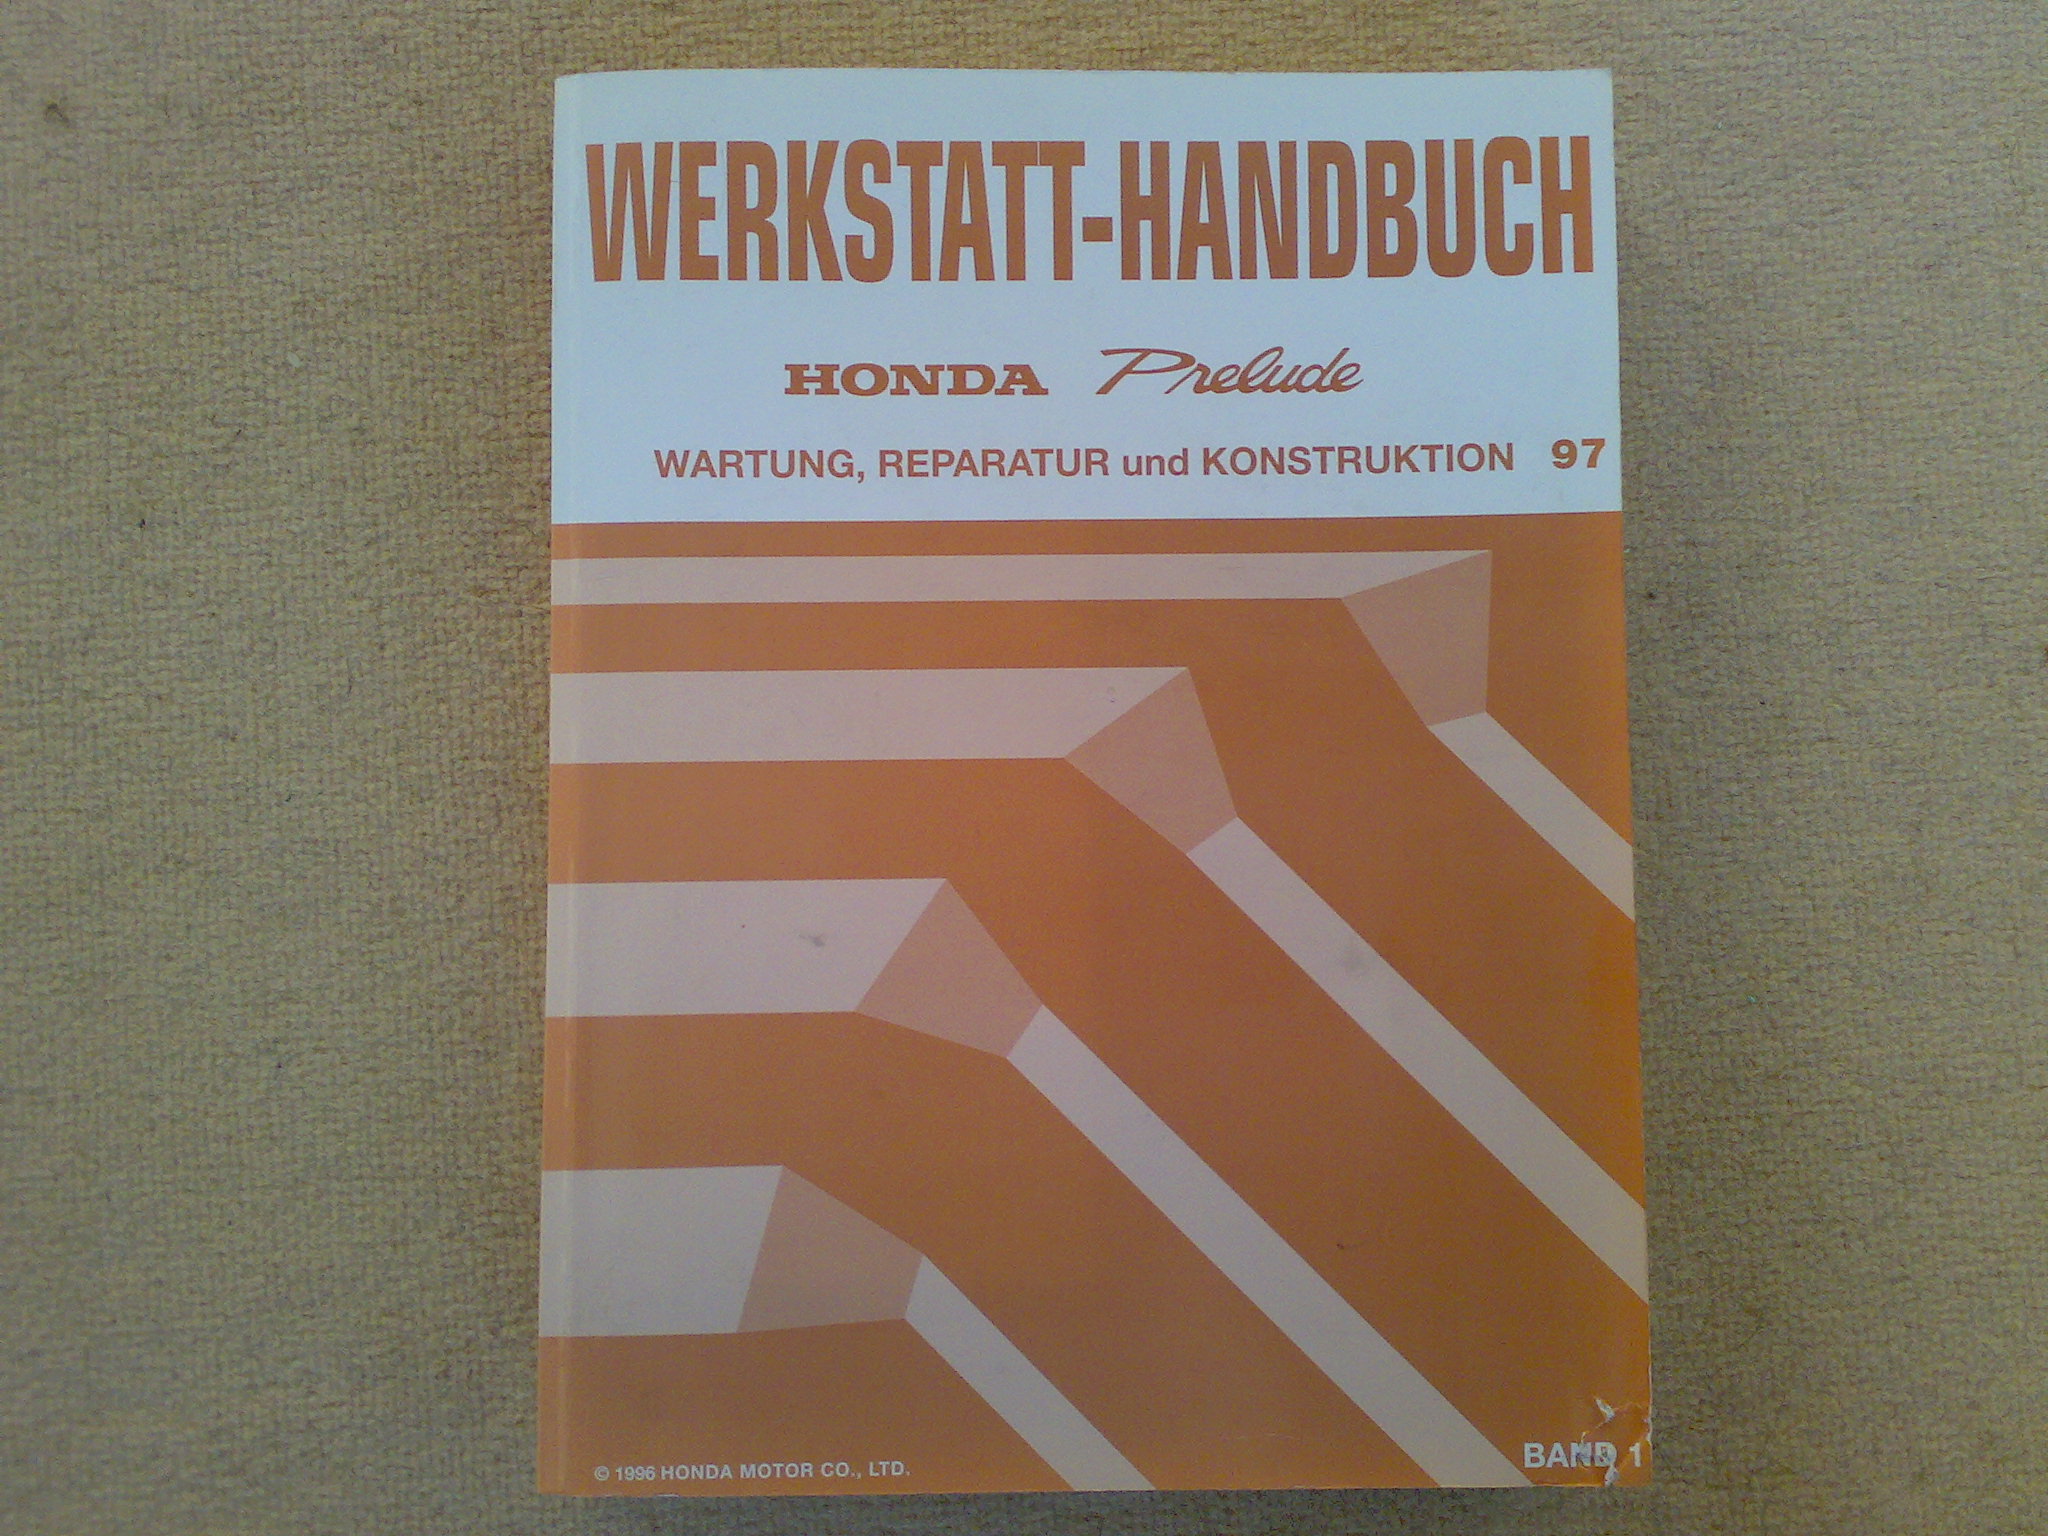 WERKSTATT-HANDBUCH
HONDA Prelude
WARTUNG, REPARATUR und KONSTRUKTION 97
© 1996 HONDA MOTOR CO., LTD.
BAND 1